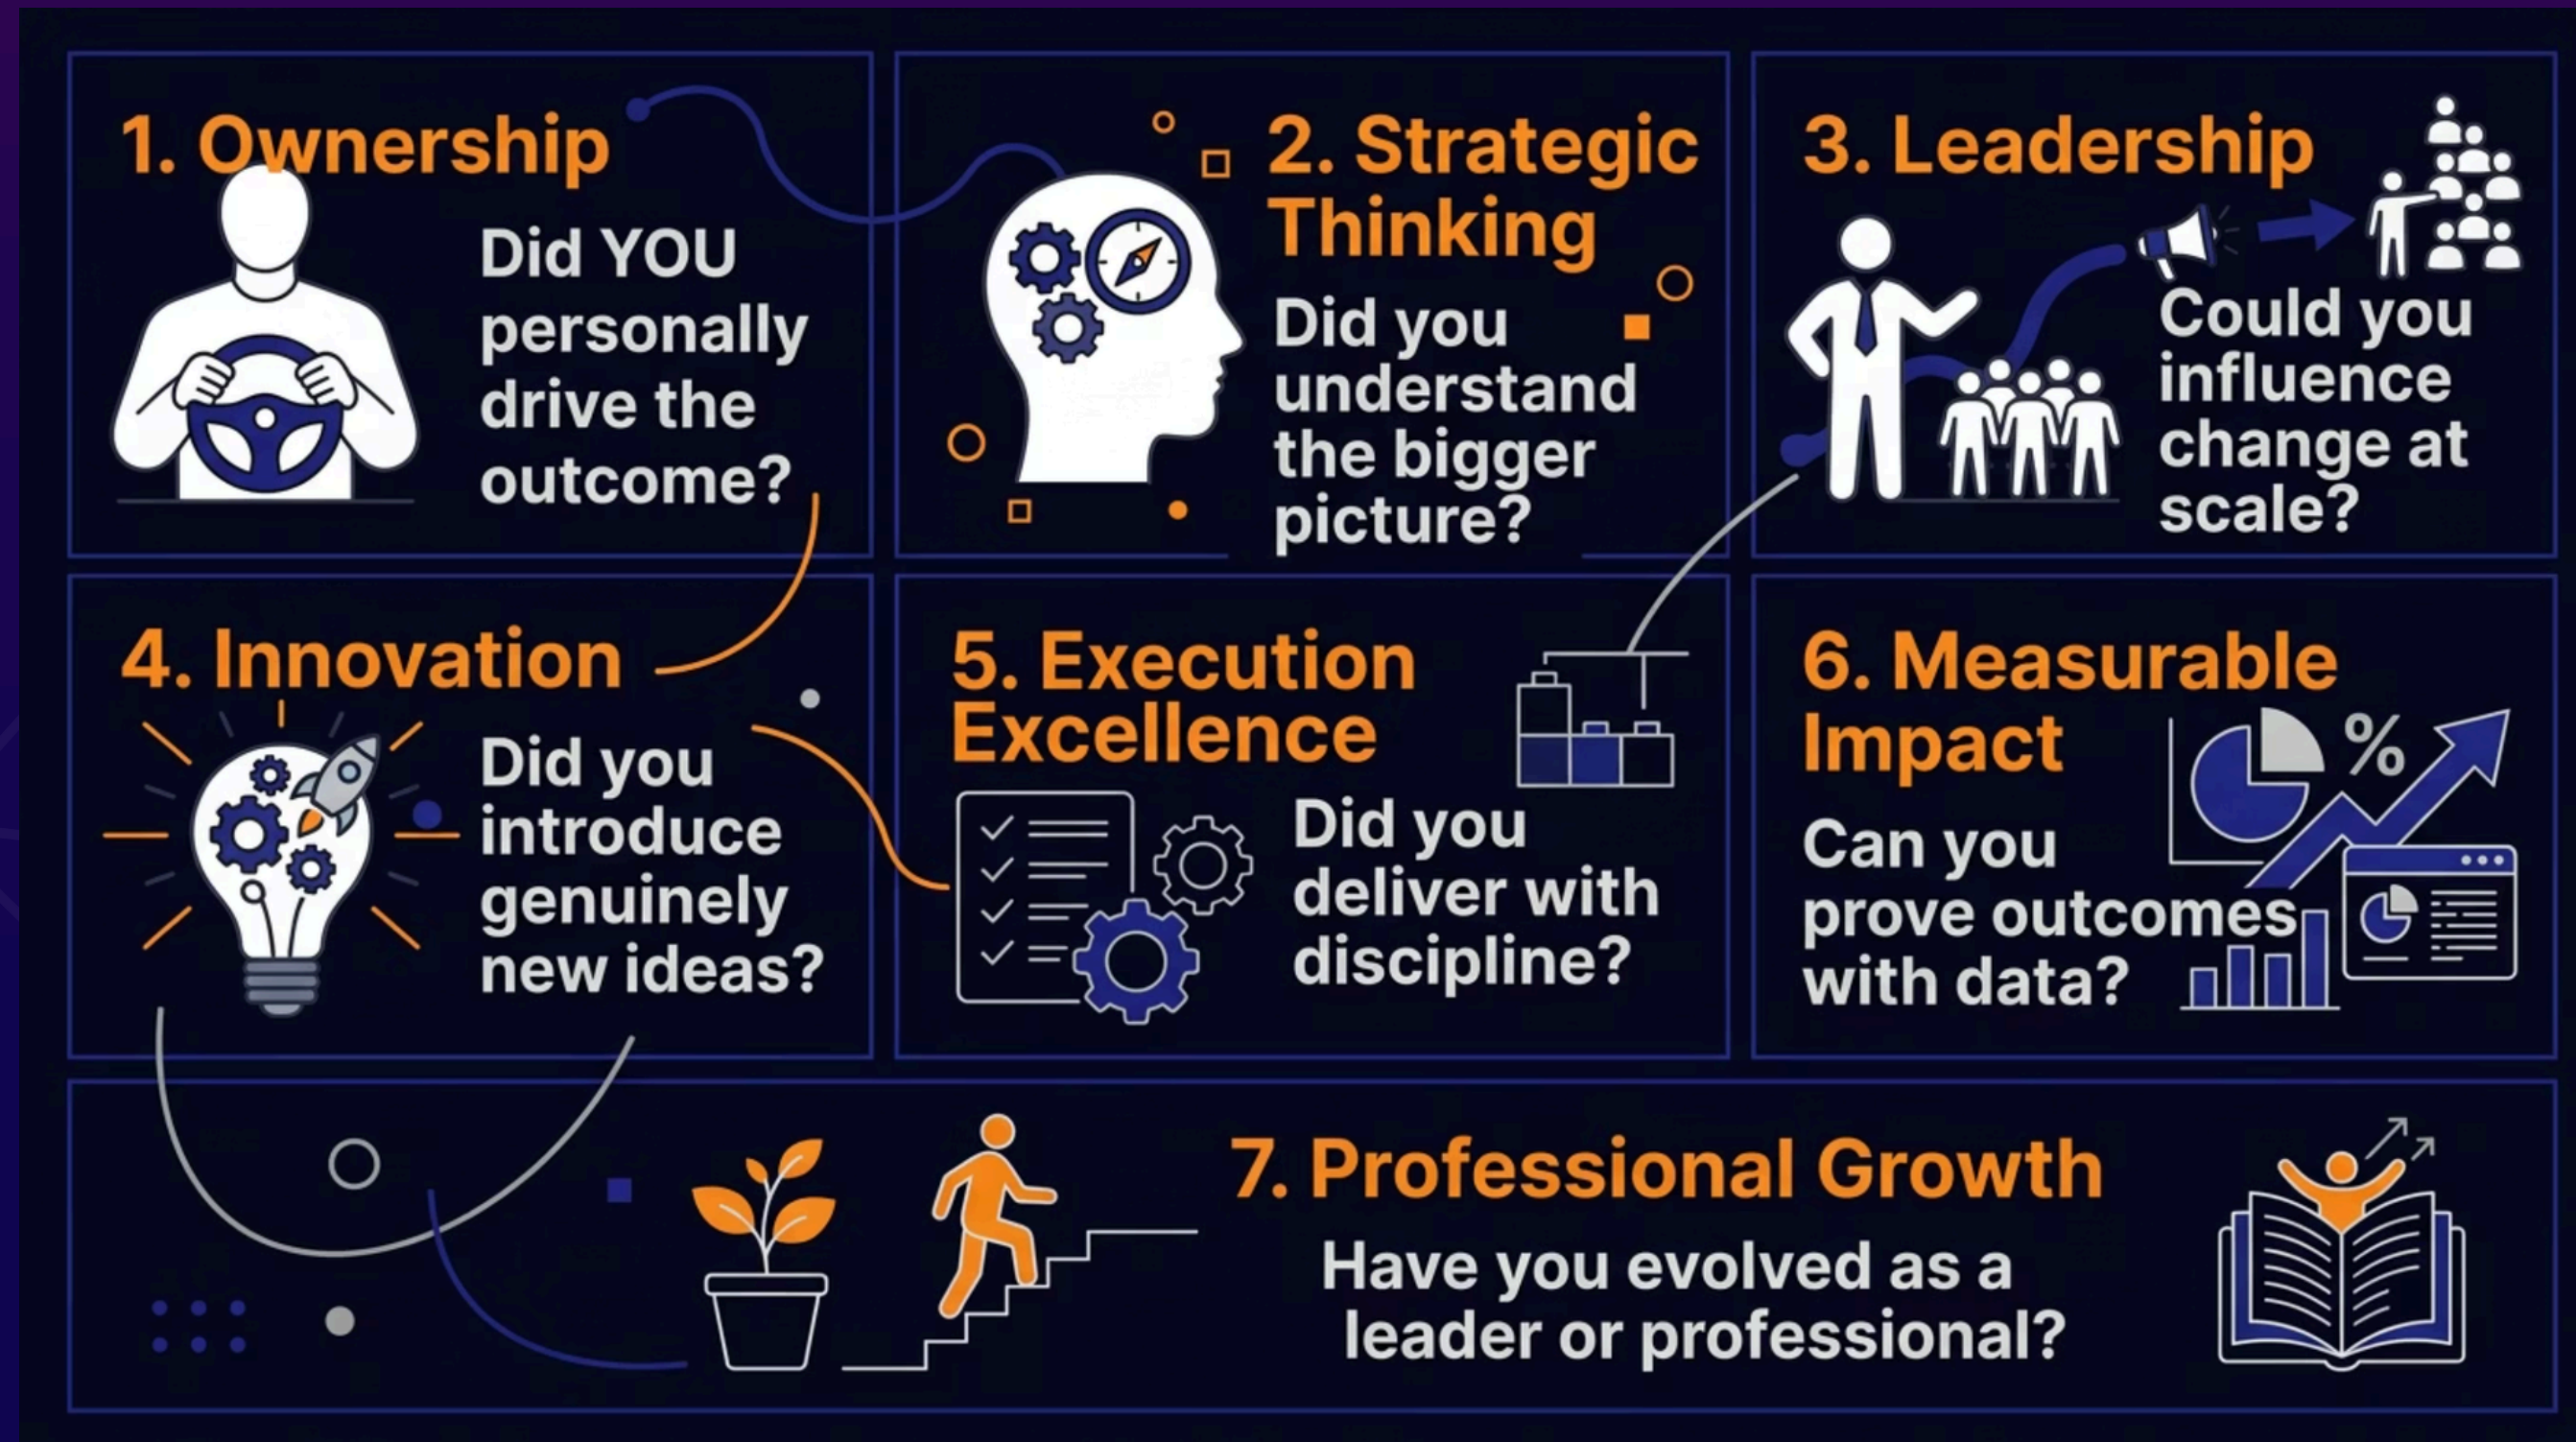 1. Ownership
Did YOU
personally
drive the
outcome?
2. Strategic
Thinking
Did you
understand
the bigger
picture?
3. Leadership
Could you
influence
change at
scale?
4. Innovation
Did you
introduce
genuinely
new ideas?
5. Execution
Excellence
Did you
deliver with
discipline?
6. Measurable
Impact
%
Can you
prove outcomes
with data?
7. Professional Growth
Have you evolved as a
leader or professional?